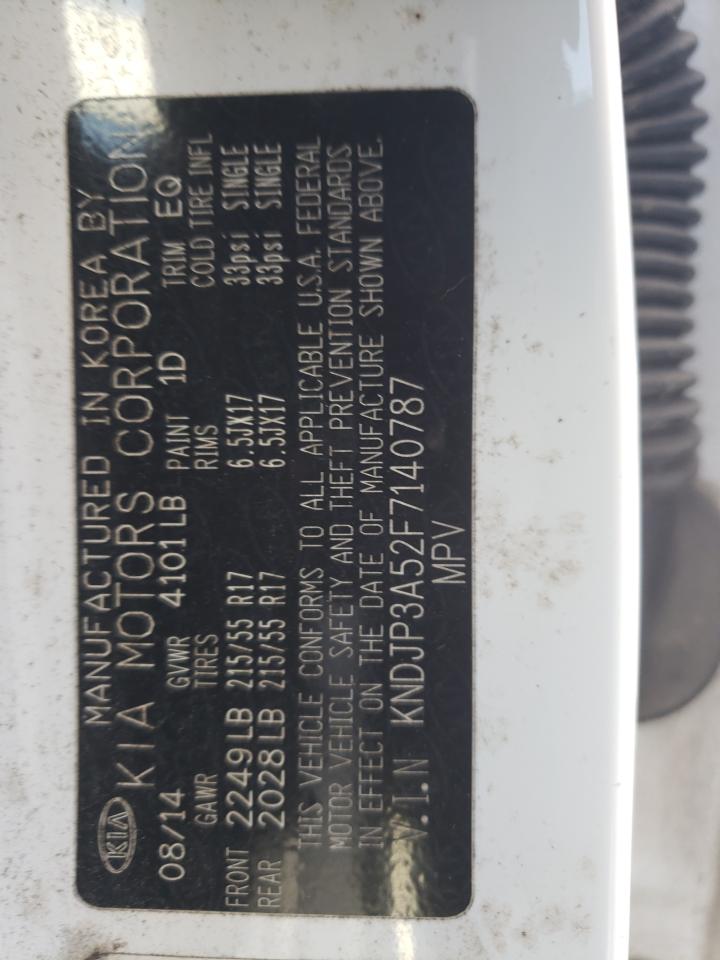 KIA
MANUFACTURED IN KOREA BY
KIA MOTORS CORPORATION
08/14 GVWR 4101LB PAINT 1D TRIM EQ
GAWR TIRES RIMS COLD TIRE INFL
FRONT 2249LB 215/55 R17 6.5JX17 33psi SINGLE
REAR 2028LB 215/55 R17 6.5JX17 33psi SINGLE
THIS VEHICLE CONFORMS TO ALL APPLICABLE U.S.A. FEDERAL
MOTOR VEHICLE SAFETY AND THEFT PREVENTION STANDARDS
IN EFFECT ON THE DATE OF MANUFACTURE SHOWN ABOVE.
V.I.N KNDJP3A52F7140787
MPV